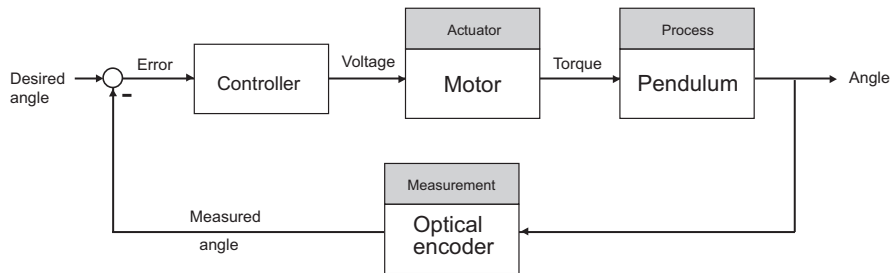 Desired
angle
Error
Controller
Voltage
Actuator
Motor
Torque
Process
Pendulum
Angle
-
Measurement
Optical
encoder
Measured
angle